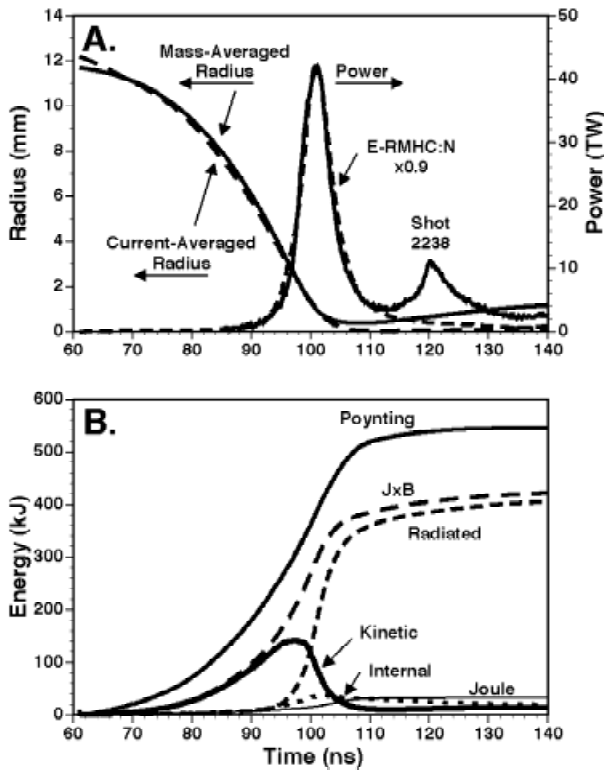 A.
Mass-Averaged
Radius
Power
E-RMHC:N
x0.9
Shot
2238
Current-Averaged
Radius
Radius (mm)
14
12
10
8
6
4
2
0
Power (TW)
50
40
30
20
10
0
60 70 80 90 100 110 120 130 140
B.
Poynting
JxB
Radiated
Kinetic
Internal
Joule
Energy (kJ)
600
500
400
300
200
100
0
60 70 80 90 100 110 120 130 140
Time (ns)